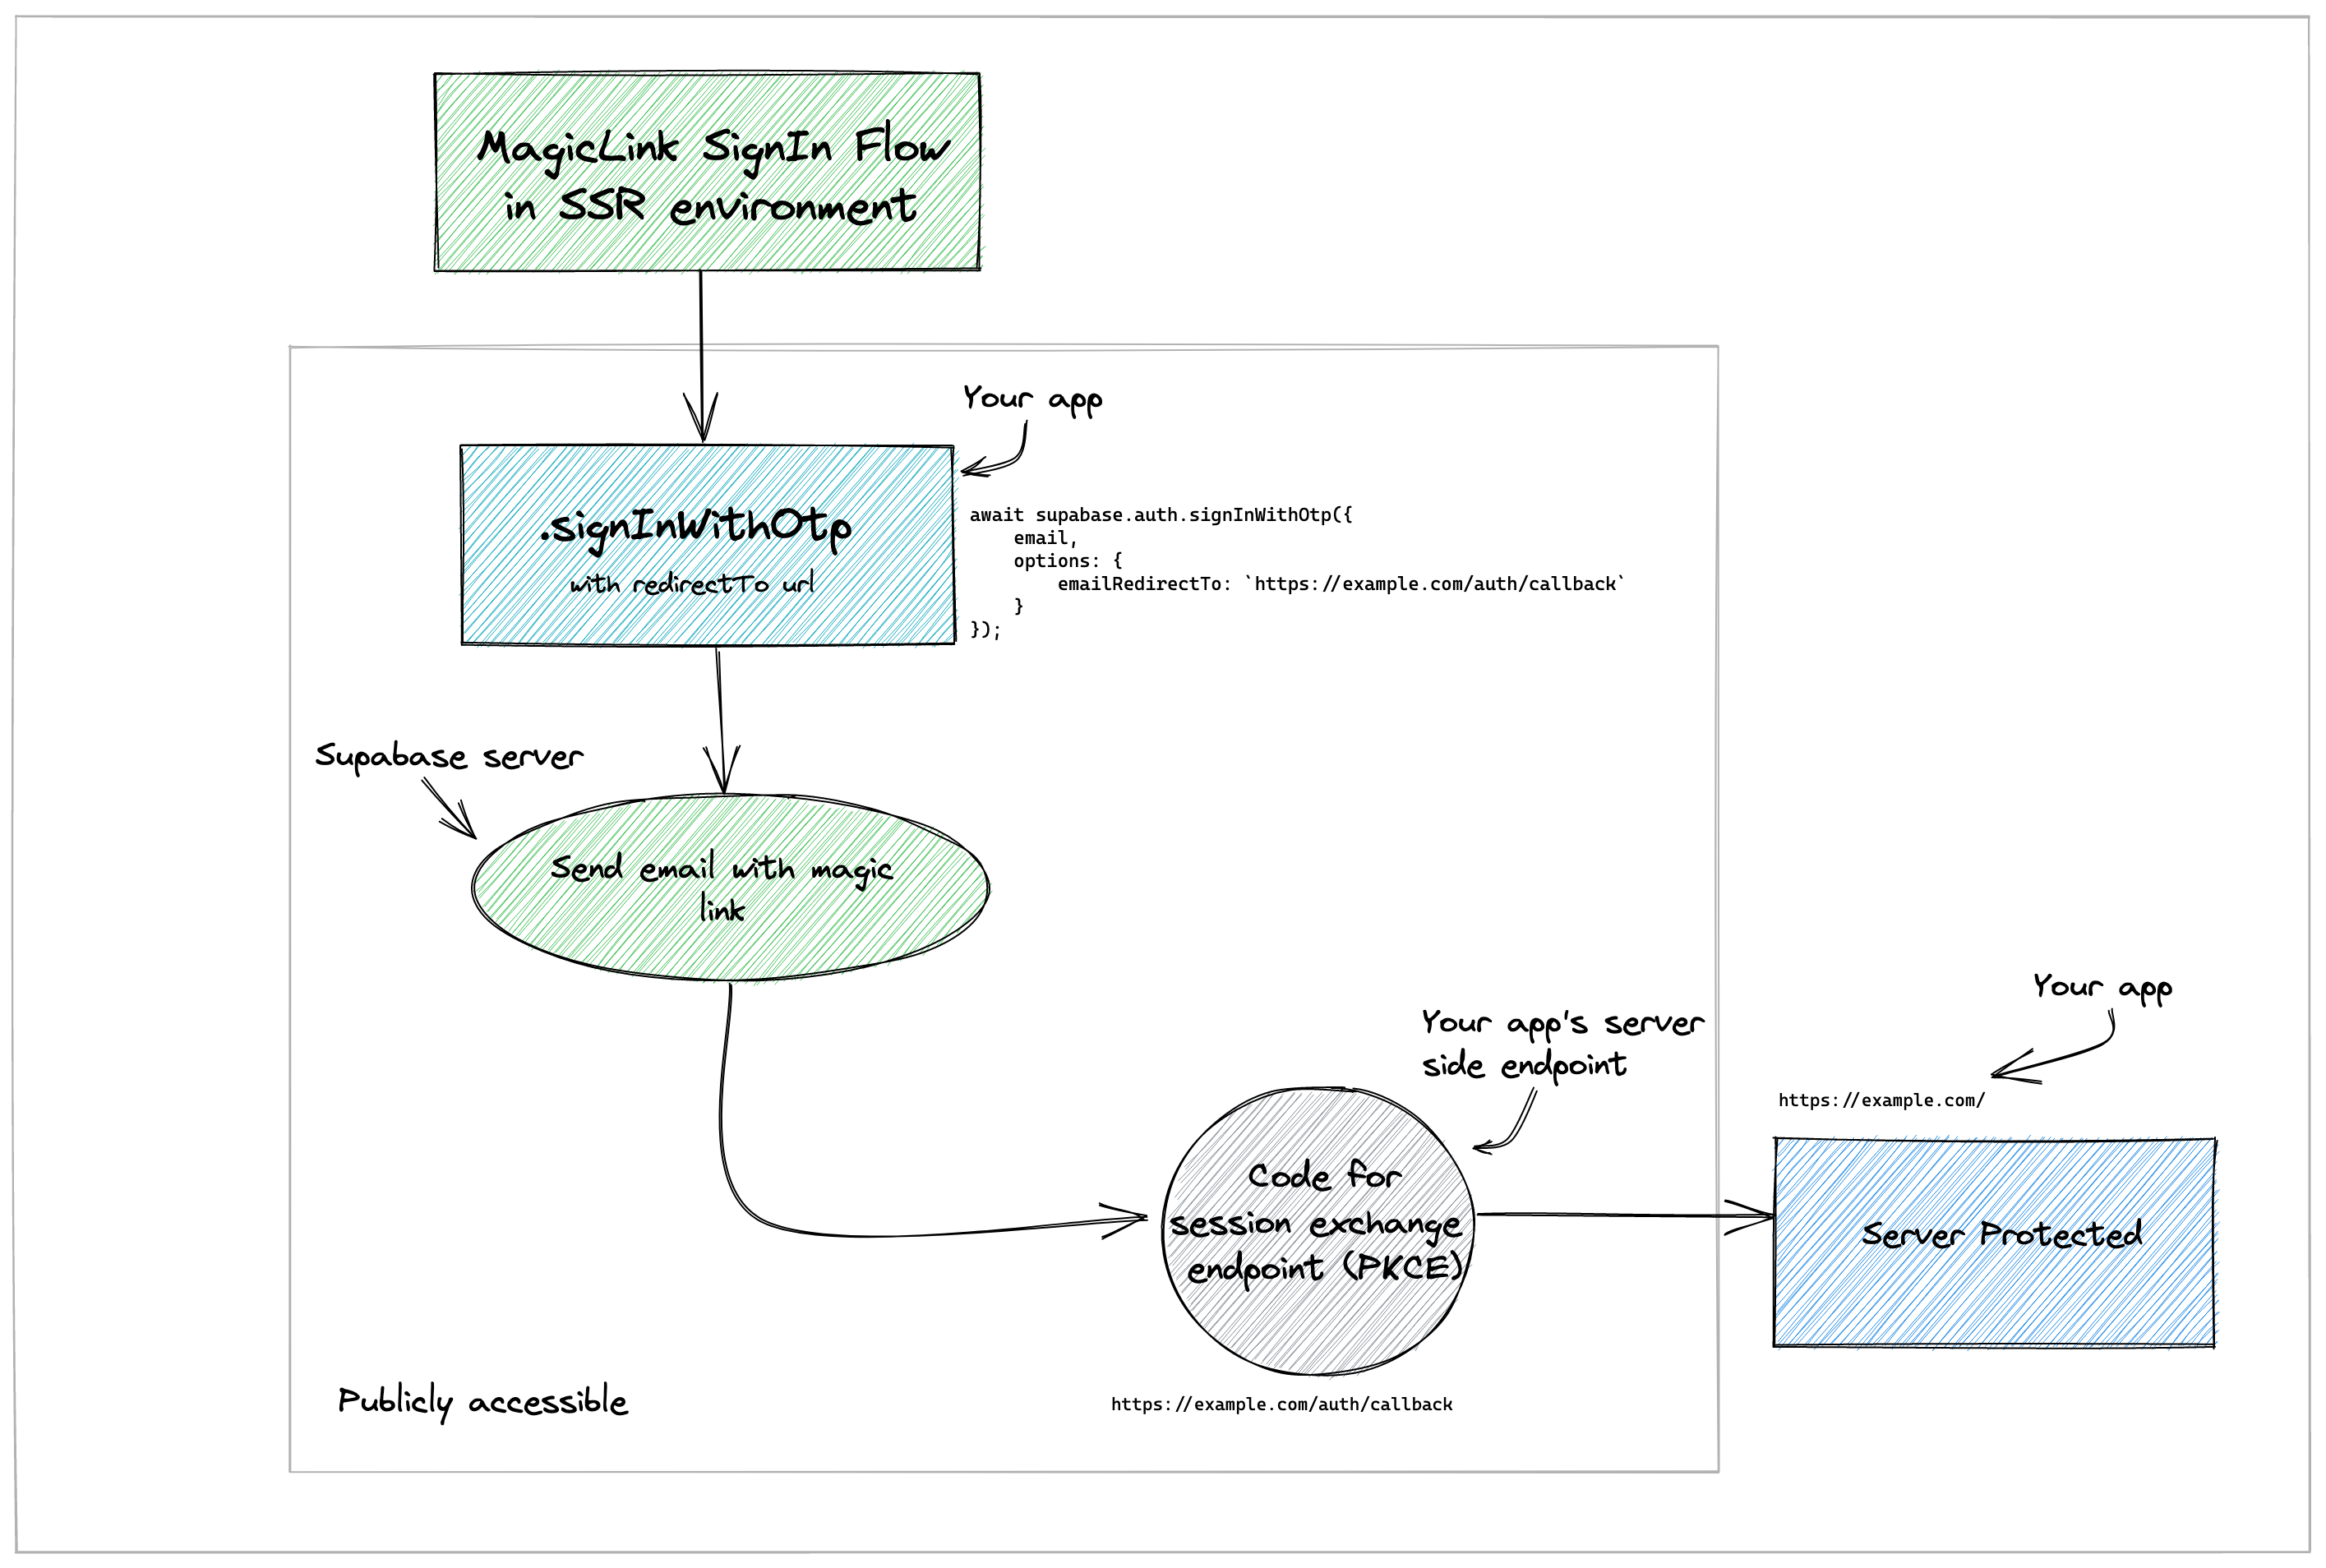 MagicLink SignIn Flow
in SSR environment
Your app
.signInWithOtp
with redirectTo url
await supabase.auth.signInWithOtp({
    email,
    options: {
        emailRedirectTo: `https://example.com/auth/callback`
    }
});
Supabase server
Send email with magic
link
Your app's server
side endpoint
Code for
session exchange
endpoint (PKCE)
https://example.com/auth/callback
Your app
https://example.com/
Server Protected
Publicly accessible